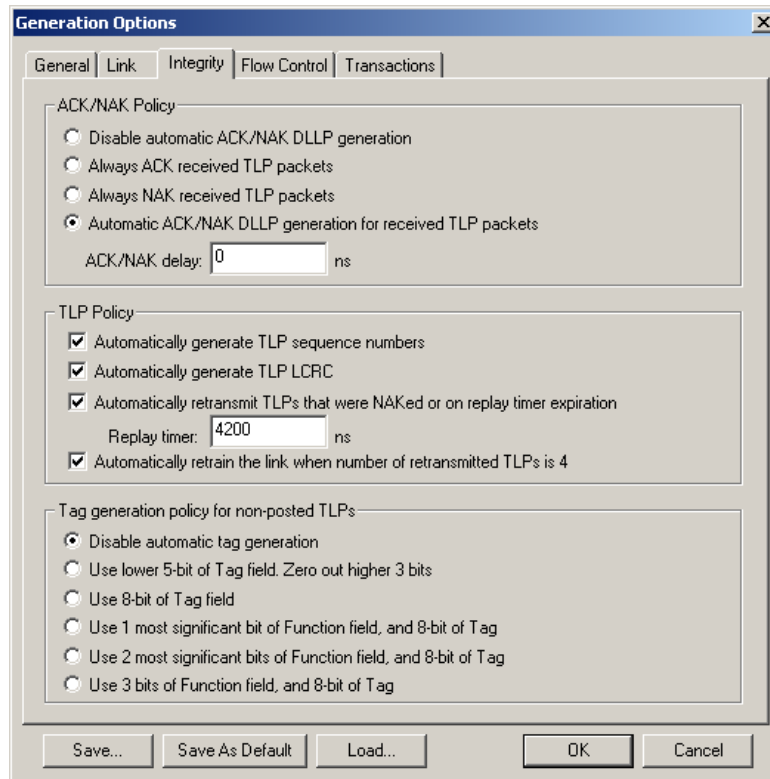 Generation Options
General Link Integrity Flow Control Transactions
ACK/NAK Policy
Disable automatic ACK/NAK DLLP generation
Always ACK received TLP packets
Always NAK received TLP packets
Automatic ACK/NAK DLLP generation for received TLP packets
ACK/NAK delay: 0 ns
TLP Policy
Automatically generate TLP sequence numbers
Automatically generate TLP LCRC
Automatically retransmit TLPs that were NAKed or on replay timer expiration
Replay timer: 4200 ns
Automatically retrain the link when number of retransmitted TLPs is 4
Tag generation policy for non-posted TLPs
Disable automatic tag generation
Use lower 5-bit of Tag field. Zero out higher 3 bits
Use 8-bit of Tag field
Use 1 most significant bit of Function field, and 8-bit of Tag
Use 2 most significant bits of Function field, and 8-bit of Tag
Use 3 bits of Function field, and 8-bit of Tag
Save... Save As Default Load... OK Cancel